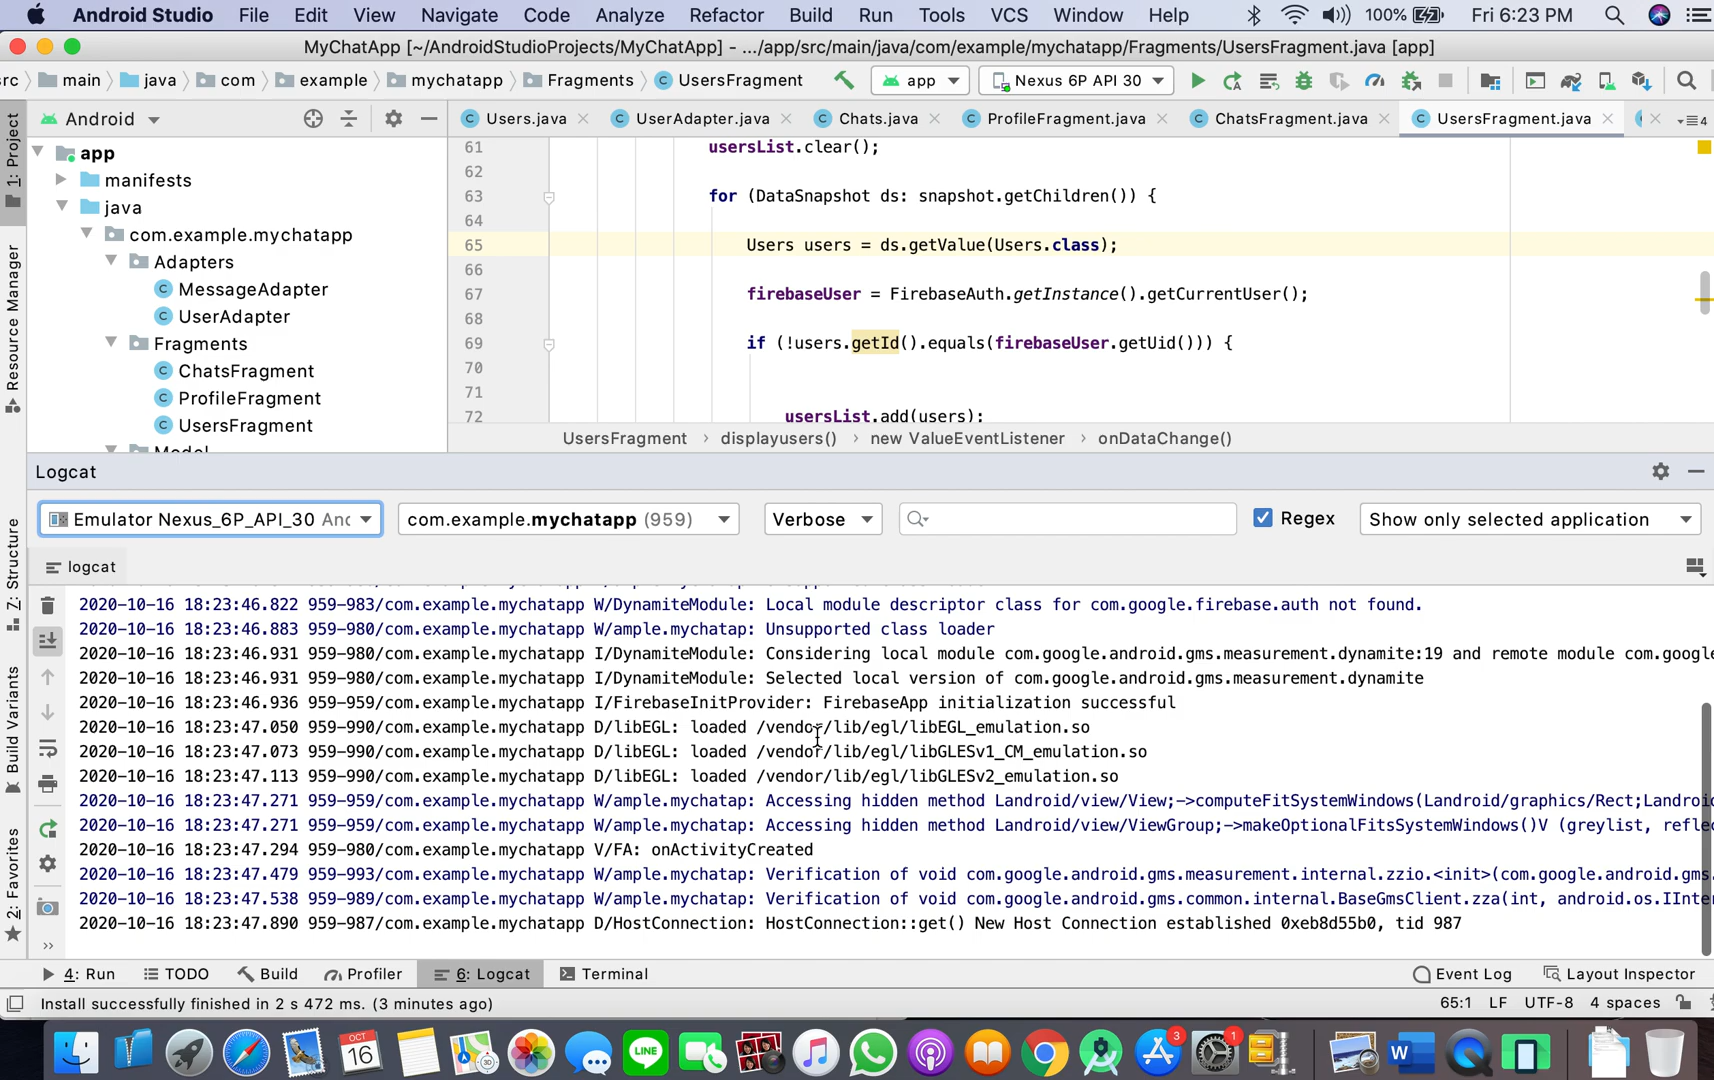 Android Studio File Edit View Navigate Code Analyze Refactor Build Run Tools VCS Window Help 100% Fri 6:23 PM
MyChatApp [~/AndroidStudioProjects/MyChatApp] - .../app/src/main/java/com/example/mychatapp/Fragments/UsersFragment.java [app]
rc main java com example mychatapp Fragments UsersFragment app Nexus 6P API 30
Android Users.java UserAdapter.java Chats.java ProfileFragment.java ChatsFragment.java UsersFragment.java 4
1: Project
Resource Manager
app
manifests
java
com.example.mychatapp
Adapters
MessageAdapter
UserAdapter
Fragments
ChatsFragment
ProfileFragment
UsersFragment
Model
61 usersList.clear();
62
63 for (DataSnapshot ds: snapshot.getChildren()) {
64
65 Users users = ds.getValue(Users.class);
66
67 firebaseUser = FirebaseAuth.getInstance().getCurrentUser();
68
69 if (!users.getId().equals(firebaseUser.getUid())) {
70
71
72 usersList.add(users);
UsersFragment › displayusers() › new ValueEventListener › onDataChange()
Logcat
Emulator Nexus_6P_API_30 And com.example.mychatapp (959) Verbose Regex Show only selected application
logcat
7: Structure
Build Variants
2: Favorites
2020-10-16 18:23:46.822 959-983/com.example.mychatapp W/DynamiteModule: Local module descriptor class for com.google.firebase.auth not found.
2020-10-16 18:23:46.883 959-980/com.example.mychatapp W/ample.mychatap: Unsupported class loader
2020-10-16 18:23:46.931 959-980/com.example.mychatapp I/DynamiteModule: Considering local module com.google.android.gms.measurement.dynamite:19 and remote module com.google
2020-10-16 18:23:46.931 959-980/com.example.mychatapp I/DynamiteModule: Selected local version of com.google.android.gms.measurement.dynamite
2020-10-16 18:23:46.936 959-959/com.example.mychatapp I/FirebaseInitProvider: FirebaseApp initialization successful
2020-10-16 18:23:47.050 959-990/com.example.mychatapp D/libEGL: loaded /vendor/lib/egl/libEGL_emulation.so
2020-10-16 18:23:47.073 959-990/com.example.mychatapp D/libEGL: loaded /vendor/lib/egl/libGLESv1_CM_emulation.so
2020-10-16 18:23:47.113 959-990/com.example.mychatapp D/libEGL: loaded /vendor/lib/egl/libGLESv2_emulation.so
2020-10-16 18:23:47.271 959-959/com.example.mychatapp W/ample.mychatap: Accessing hidden method Landroid/view/View;->computeFitSystemWindows(Landroid/graphics/Rect;Landroid
2020-10-16 18:23:47.271 959-959/com.example.mychatapp W/ample.mychatap: Accessing hidden method Landroid/view/ViewGroup;->makeOptionalFitsSystemWindows()V (greylist, reflec
2020-10-16 18:23:47.294 959-980/com.example.mychatapp V/FA: onActivityCreated
2020-10-16 18:23:47.479 959-993/com.example.mychatapp W/ample.mychatap: Verification of void com.google.android.gms.measurement.internal.zzio.<init>(com.google.android.gms.
2020-10-16 18:23:47.538 959-989/com.example.mychatapp W/ample.mychatap: Verification of void com.google.android.gms.common.internal.BaseGmsClient.zza(int, android.os.IInter
2020-10-16 18:23:47.890 959-987/com.example.mychatapp D/HostConnection: HostConnection::get() New Host Connection established 0xeb8d55b0, tid 987
4: Run TODO Build Profiler 6: Logcat Terminal Event Log Layout Inspector
Install successfully finished in 2 s 472 ms. (3 minutes ago) 65:1 LF UTF-8 4 spaces
OCT
16 LINE 3 1 W